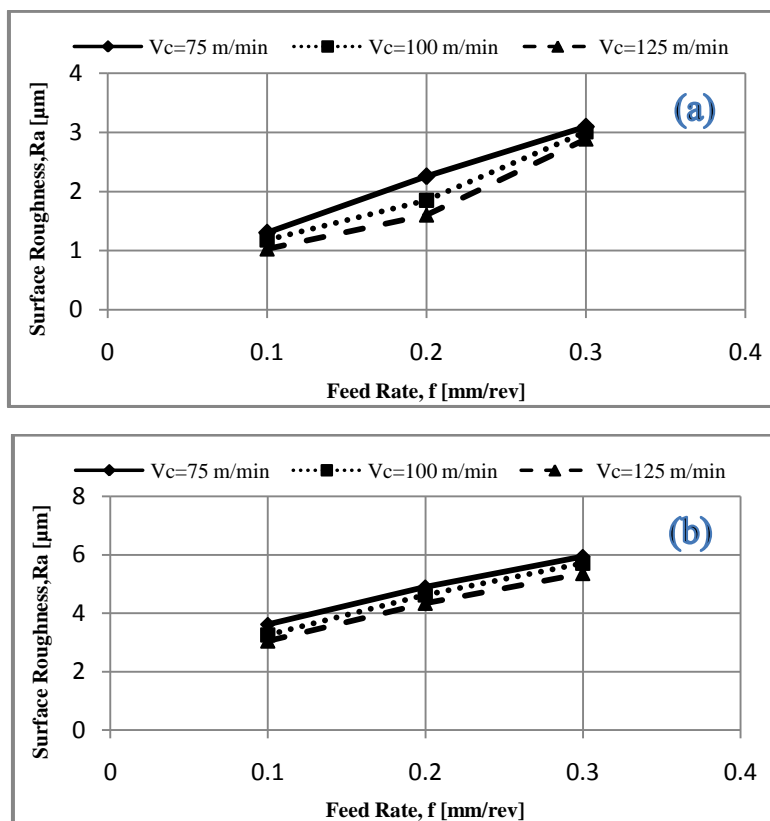 Vc=75 m/min Vc=100 m/min Vc=125 m/min
(a)
4
3
2
1
0
Surface Roughness,Ra [µm]
0 0.1 0.2 0.3 0.4
Feed Rate, f [mm/rev]
Vc=75 m/min Vc=100 m/min Vc=125 m/min
(b)
8
6
4
2
0
Surface Roughness,Ra [µm]
0 0.1 0.2 0.3 0.4
Feed Rate, f [mm/rev]